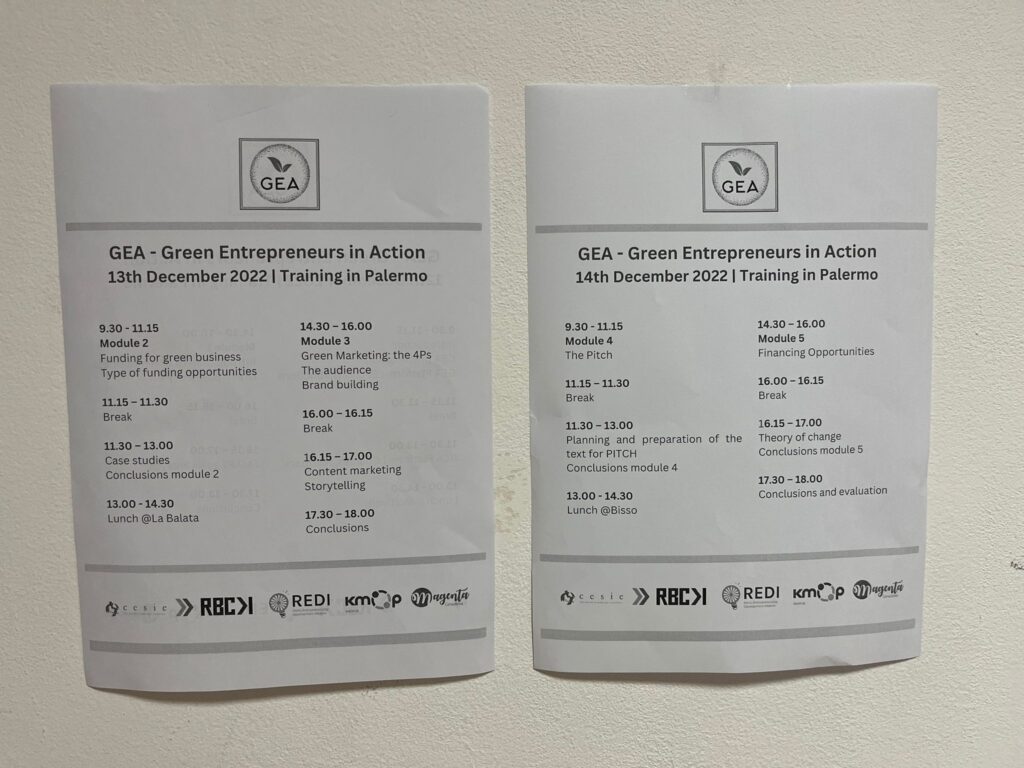 GEA
GEA - Green Entrepreneurs in Action
13th December 2022 | Training in Palermo
9.30 - 11.15
Module 2
Funding for green business
Type of funding opportunities
11.15 – 11.30
Break
11.30 – 13.00
Case studies
Conclusions module 2
13.00 - 14.30
Lunch @La Balata
14.30 – 16.00
Module 3
Green Marketing: the 4Ps
The audience
Brand building
16.00 – 16.15
Break
16.15 – 17.00
Content marketing
Storytelling
17.30 – 18.00
Conclusions
cesie
RBC
REDI
kmop
Magenta
GEA
GEA - Green Entrepreneurs in Action
14th December 2022 | Training in Palermo
9.30 - 11.15
Module 4
The Pitch
11.15 – 11.30
Break
11.30 – 13.00
Planning and preparation of the
text for PITCH
Conclusions module 4
13.00 - 14.30
Lunch @Bisso
14.30 – 16.00
Module 5
Financing Opportunities
16.00 – 16.15
Break
16.15 – 17.00
Theory of change
Conclusions module 5
17.30 – 18.00
Conclusions and evaluation
cesie
RBC
REDI
kmop
Magenta